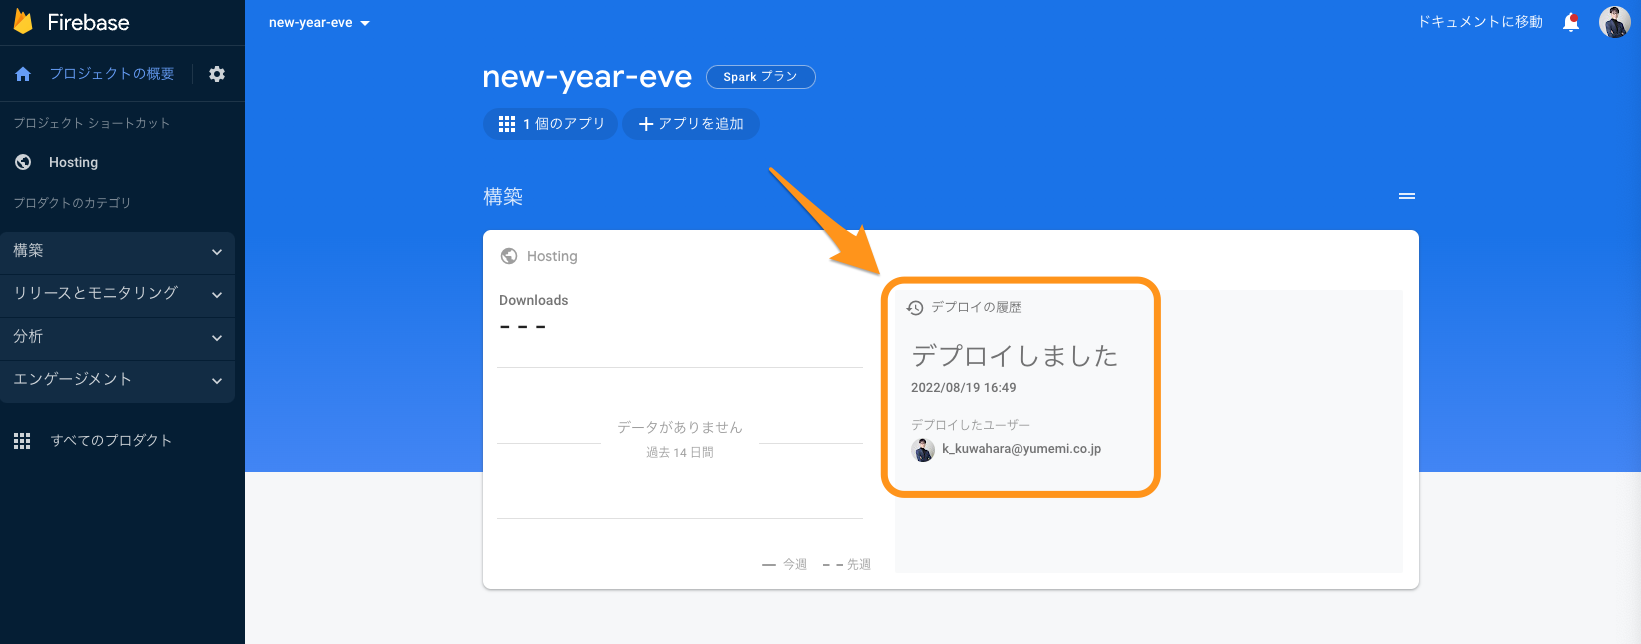 Firebase
プロジェクトの概要
プロジェクト ショートカット
Hosting
プロダクトのカテゴリ
構築
リリースとモニタリング
分析
エンゲージメント
すべてのプロダクト
new-year-eve
ドキュメントに移動
new-year-eve Spark プラン
1 個のアプリ アプリを追加
構築
Hosting
Downloads
---
データがありません
過去 14 日間
今週 先週
デプロイの履歴
デプロイしました
2022/08/19 16:49
デプロイしたユーザー
k_kuwahara@yumemi.co.jp